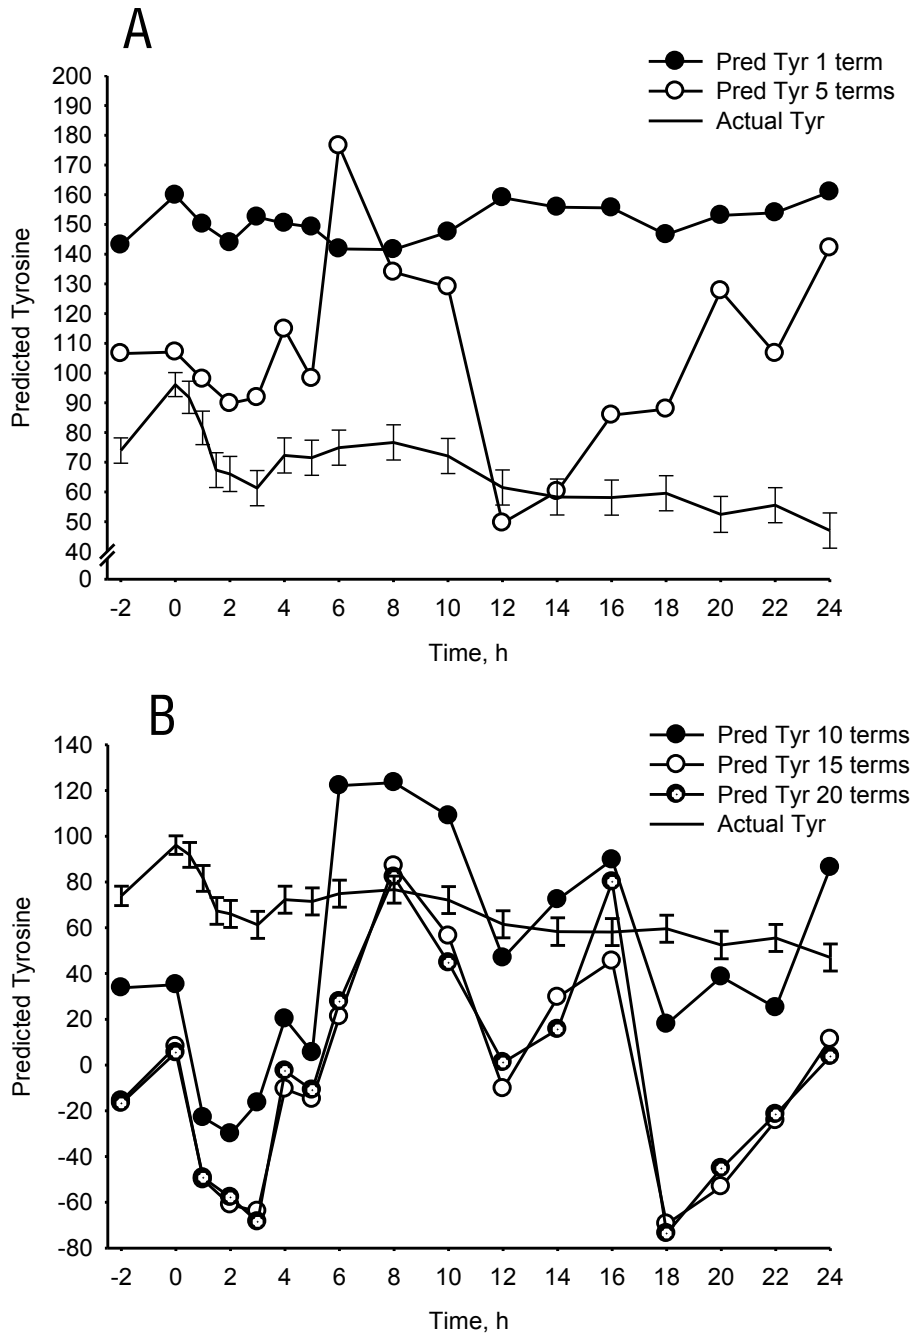 A
Pred Tyr 1 term
Pred Tyr 5 terms
Actual Tyr
Predicted Tyrosine
200
190
180
170
160
150
140
130
120
110
100
90
80
70
60
50
40
0
-2 0 2 4 6 8 10 12 14 16 18 20 22 24
Time, h
B
Pred Tyr 10 terms
Pred Tyr 15 terms
Pred Tyr 20 terms
Actual Tyr
Predicted Tyrosine
140
120
100
80
60
40
20
0
-20
-40
-60
-80
-2 0 2 4 6 8 10 12 14 16 18 20 22 24
Time, h